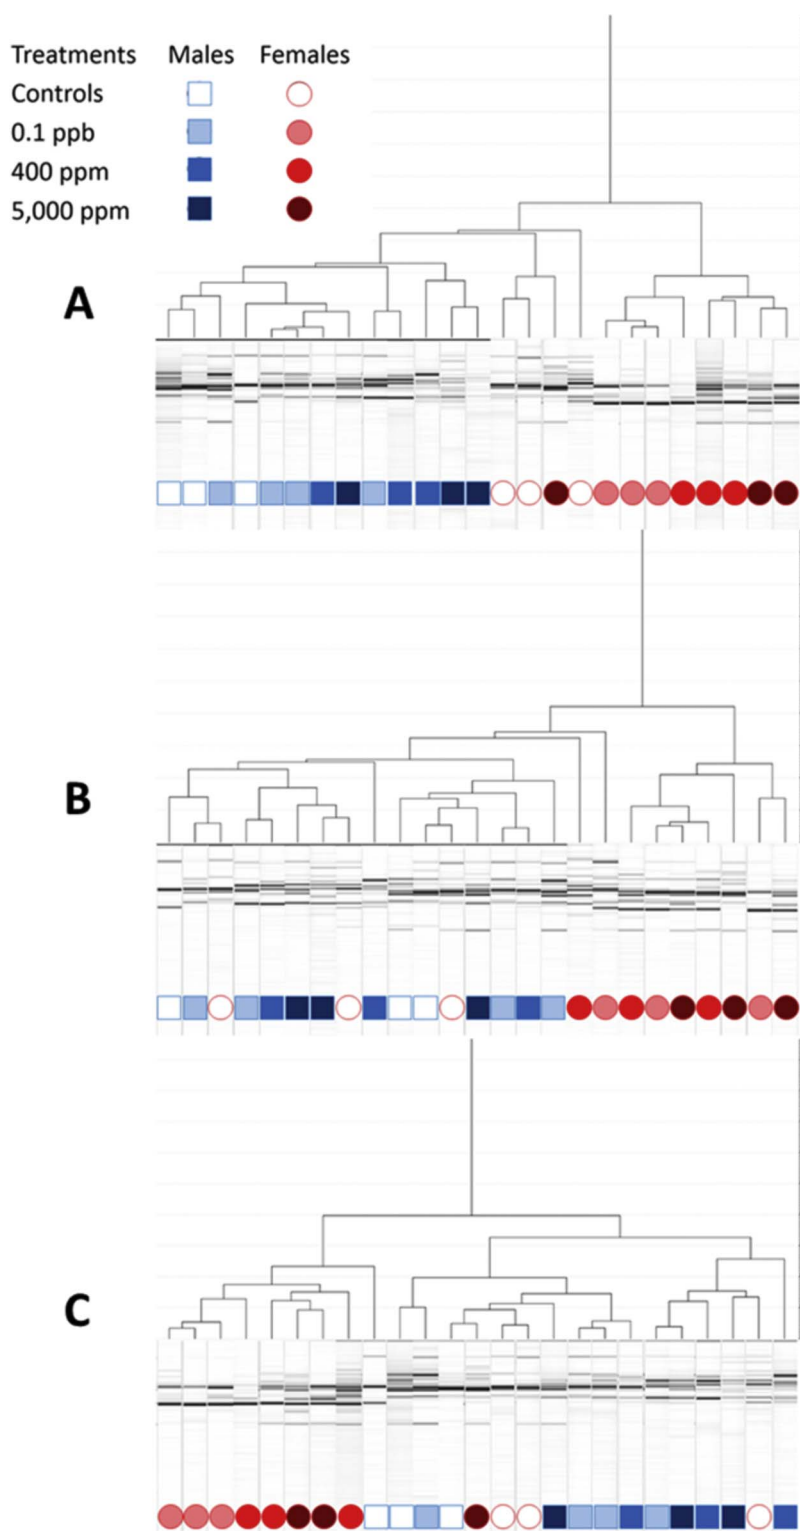 Treatments Males Females
Controls
0.1 ppb
400 ppm
5,000 ppm
A
B
C